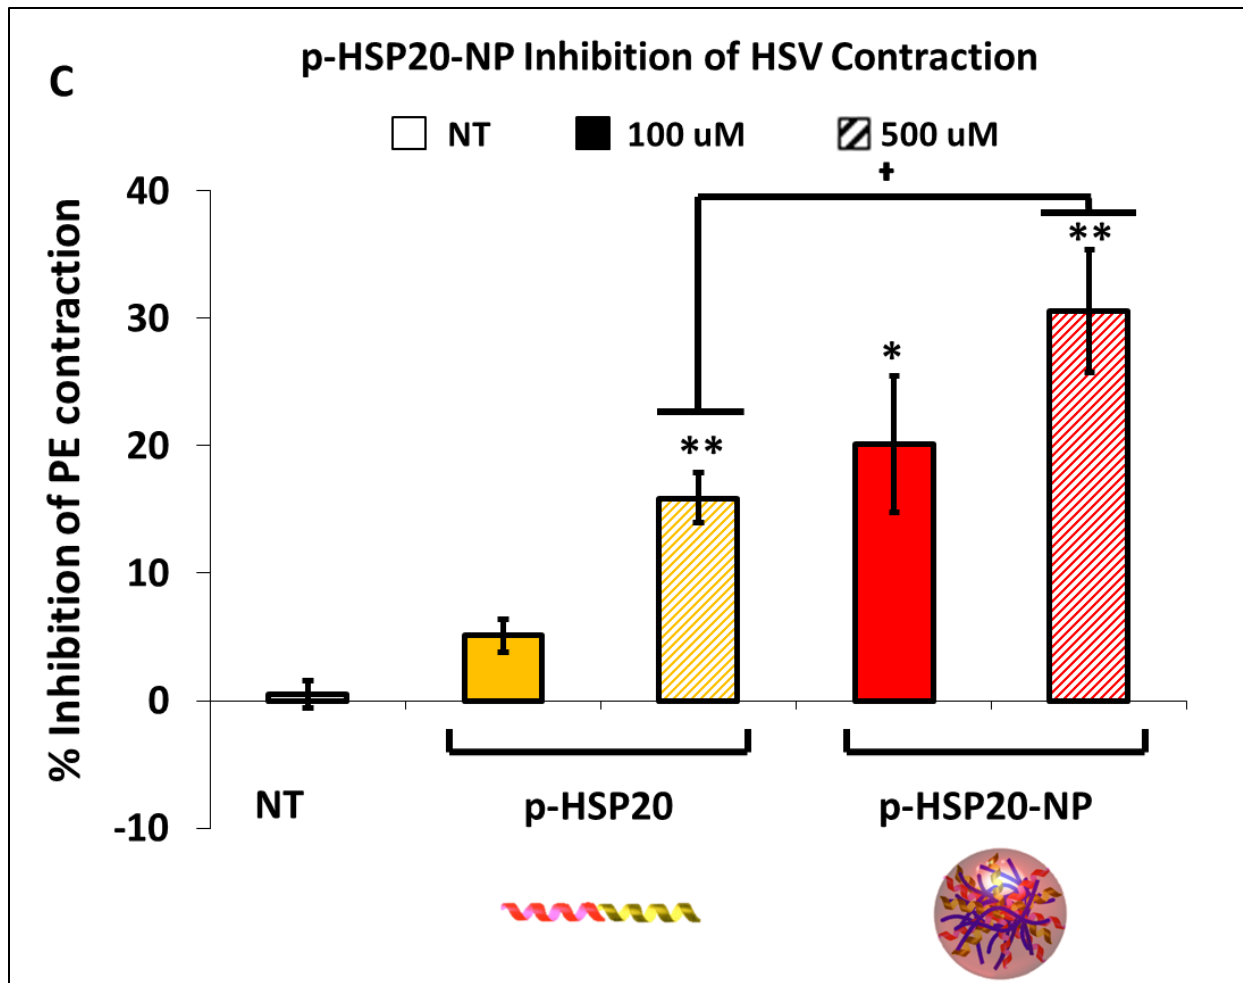 C
p-HSP20-NP Inhibition of HSV Contraction
NT 100 uM 500 uM
% Inhibition of PE contraction
40
30
20
10
0
-10
✝
**
*
**
NT p-HSP20 p-HSP20-NP